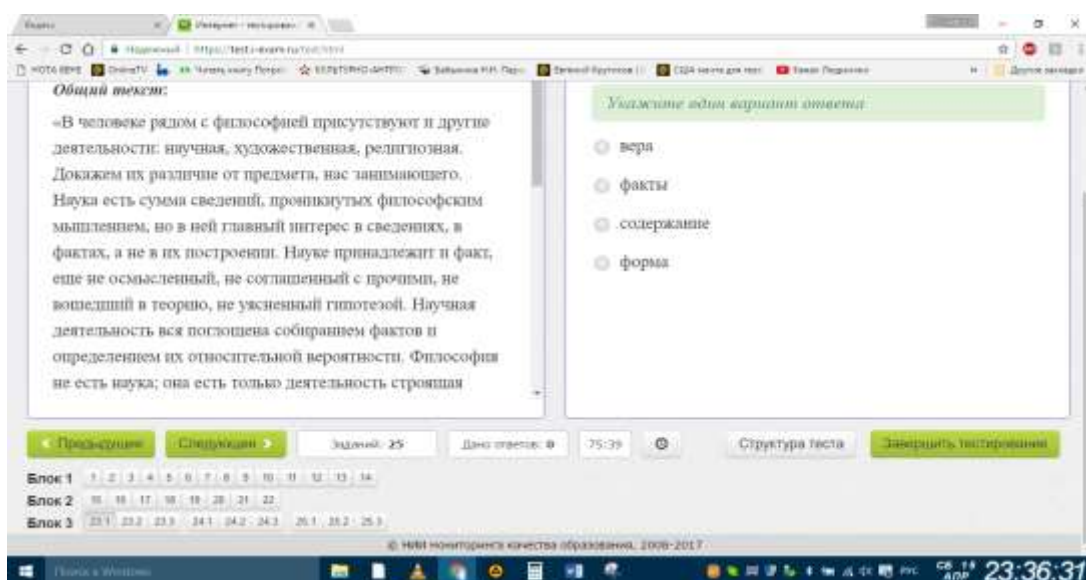 Общий текст:
«В человеке рядом с философией присутствуют и другие
деятельности: научная, художественная, религиозная.
Докажем их различие от предмета, нас занимающего.
Наука есть сумма сведений, проникнутых философским
мышлением, но в ней главный интерес в сведениях, в
фактах, а не в их построении. Науке принадлежит и факт,
еще не осмысленный, не соглашенный с прочими, не
вошедший в теорию, не уясненный гипотезой. Научная
деятельность вся поглощена собиранием фактов и
определением их относительной вероятности. Философия
не есть наука; она есть только деятельность строящая
Укажите один вариант ответа
вера
факты
содержание
форма
Предыдущее Следующее Заданий: 25 Дано ответов: 0 75:39 Структура теста Завершить тестирование
Блок 1 1 2 3 4 5 6 7 8 9 10 11 12 13 14
Блок 2 15 16 17 18 19 20 21 22
Блок 3 23.1 23.2 23.3 24.1 24.2 24.3 25.1 25.2 25.3
© НИИ мониторинга качества образования, 2008-2017
Поиск в Windows
23:36:31